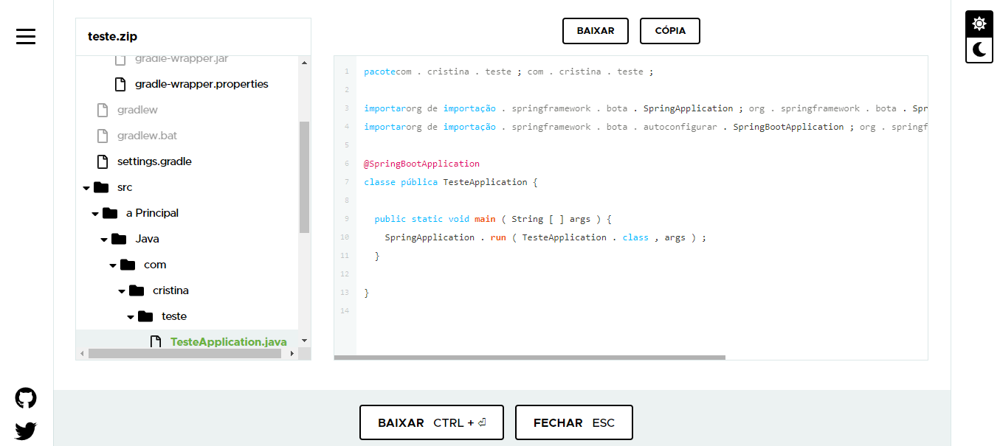 teste.zip
gradle-wrapper.jar
gradle-wrapper.properties
gradlew
gradlew.bat
settings.gradle
src
a Principal
Java
com
cristina
teste
TesteApplication.java
BAIXAR CÓPIA
1 pacotecom . cristina . teste ; com . cristina . teste ;
2
3 importarorg de importação . springframework . bota . SpringApplication ; org . springframework . bota . Spr
4 importarorg de importação . springframework . bota . autoconfigurar . SpringBootApplication ; org . springf
5
6 @SpringBootApplication
7 classe pública TesteApplication {
8
9 public static void main ( String [ ] args ) {
10 SpringApplication . run ( TesteApplication . class , args ) ;
11 }
12
13 }
14
BAIXAR CTRL + ⏎ FECHAR ESC